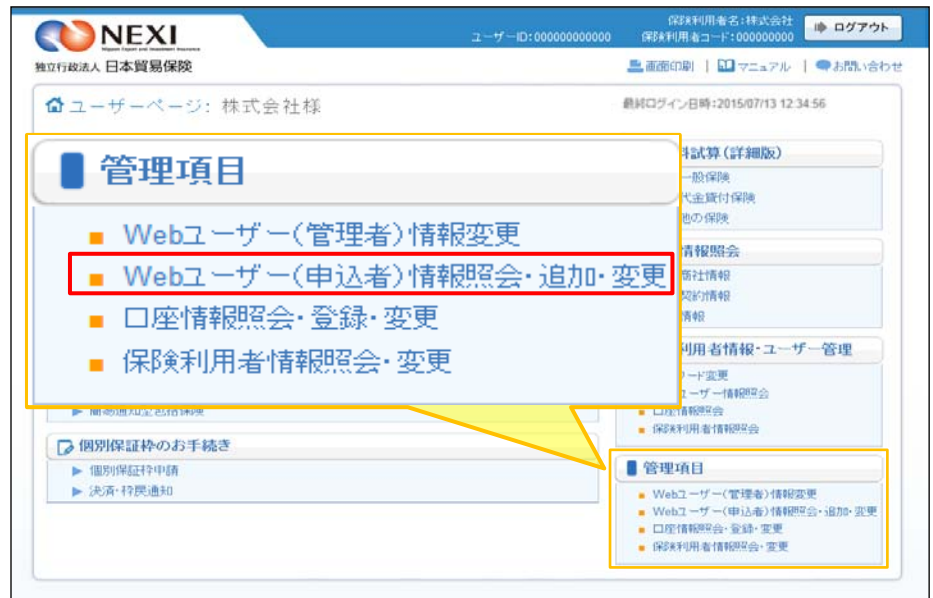 NEXI
Nippon Export and Investment Insurance
独立行政法人 日本貿易保険
ユーザーID:000000000000
保険利用者名:株式会社
保険利用者コード:000000000
ログアウト
画面印刷 | マニュアル | お問い合わせ
ユーザーページ: 株式会社様
最終ログイン日時:2015/07/13 12:34:56
管理項目
Webユーザー(管理者)情報変更
Webユーザー(申込者)情報照会・追加・変更
口座情報照会・登録・変更
保険利用者情報照会・変更
試算(詳細版)
一般保険
代金貸付保険
他の保険
情報照会
商社情報
契約情報
情報
利用者情報・ユーザー管理
ード変更
ユーザー情報照会
口座情報照会
保険利用者情報照会
簡易通知型包括保険
個別保証枠のお手続き
個別保証枠申請
決済・枠戻通知
管理項目
Webユーザー(管理者)情報変更
Webユーザー(申込者)情報照会・追加・変更
口座情報照会・登録・変更
保険利用者情報照会・変更